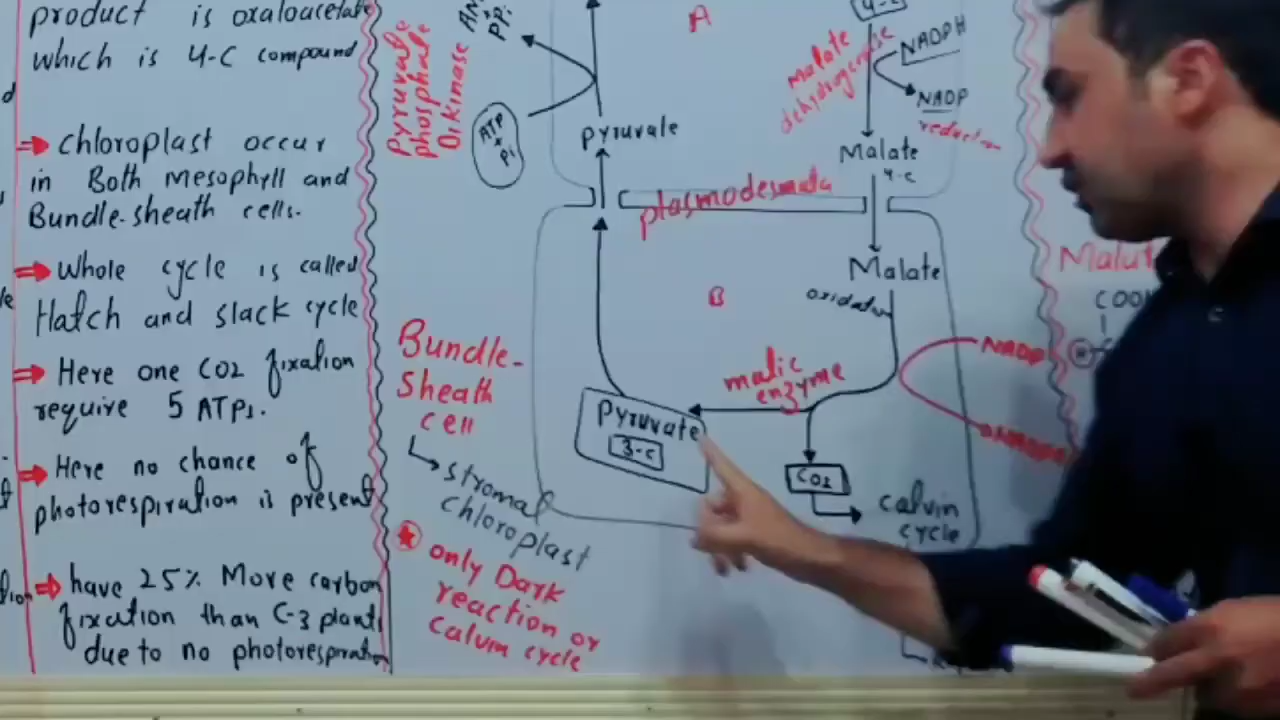 product is oxaloacetate
which is 4-C compound
⇒ Chloroplast occur
in Both Mesophyll and
Bundle-sheath cells.
⇒ Whole cycle is called
Hatch and slack cycle
⇒ Here one CO2 fixation
require 5 ATPs.
⇒ Here no chance of
photorespiration is present
⇒ have 25% More carbon
fixation than C-3 plants
due to no photorespiration
Pyruvate
phosphate
Dikinase
PPi
ATP
+
Pi
Pyruvate
A
4-C
Malate
dehydrogenase
NADPH
NADP
reduction
Malate
4-C
plasmodesmata
Malate
oxidation
B
malic
enzyme
NADP
Pyruvate
3-C
CO2
calvin
cycle
Bundle-
Sheath
cell
stromal
chloroplast
only Dark
reaction or
Calvin cycle
COO